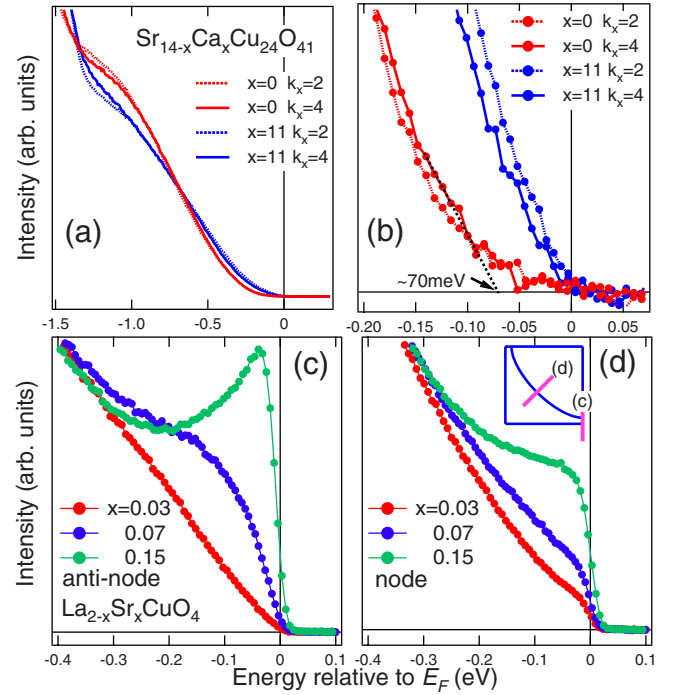 Intensity (arb. units)
(a)
Sr14-xCaxCu24O41
x=0 kx=2
x=0 kx=4
x=11 kx=2
x=11 kx=4
-1.5 -1.0 -0.5 0
(b)
x=0 kx=2
x=0 kx=4
x=11 kx=2
x=11 kx=4
~70meV
-0.20 -0.15 -0.10 -0.05 0 0.05
Intensity (arb. units)
(c)
x=0.03
0.07
0.15
anti-node
La2-xSrxCuO4
-0.4 -0.3 -0.2 -0.1 0 0.1
(d)
(d)
(c)
x=0.03
0.07
0.15
node
-0.4 -0.3 -0.2 -0.1 0 0.1
Energy relative to EF (eV)